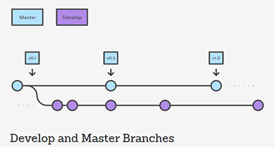 Master Develop
v0.1 v0.2 v1.0
Develop and Master Branches